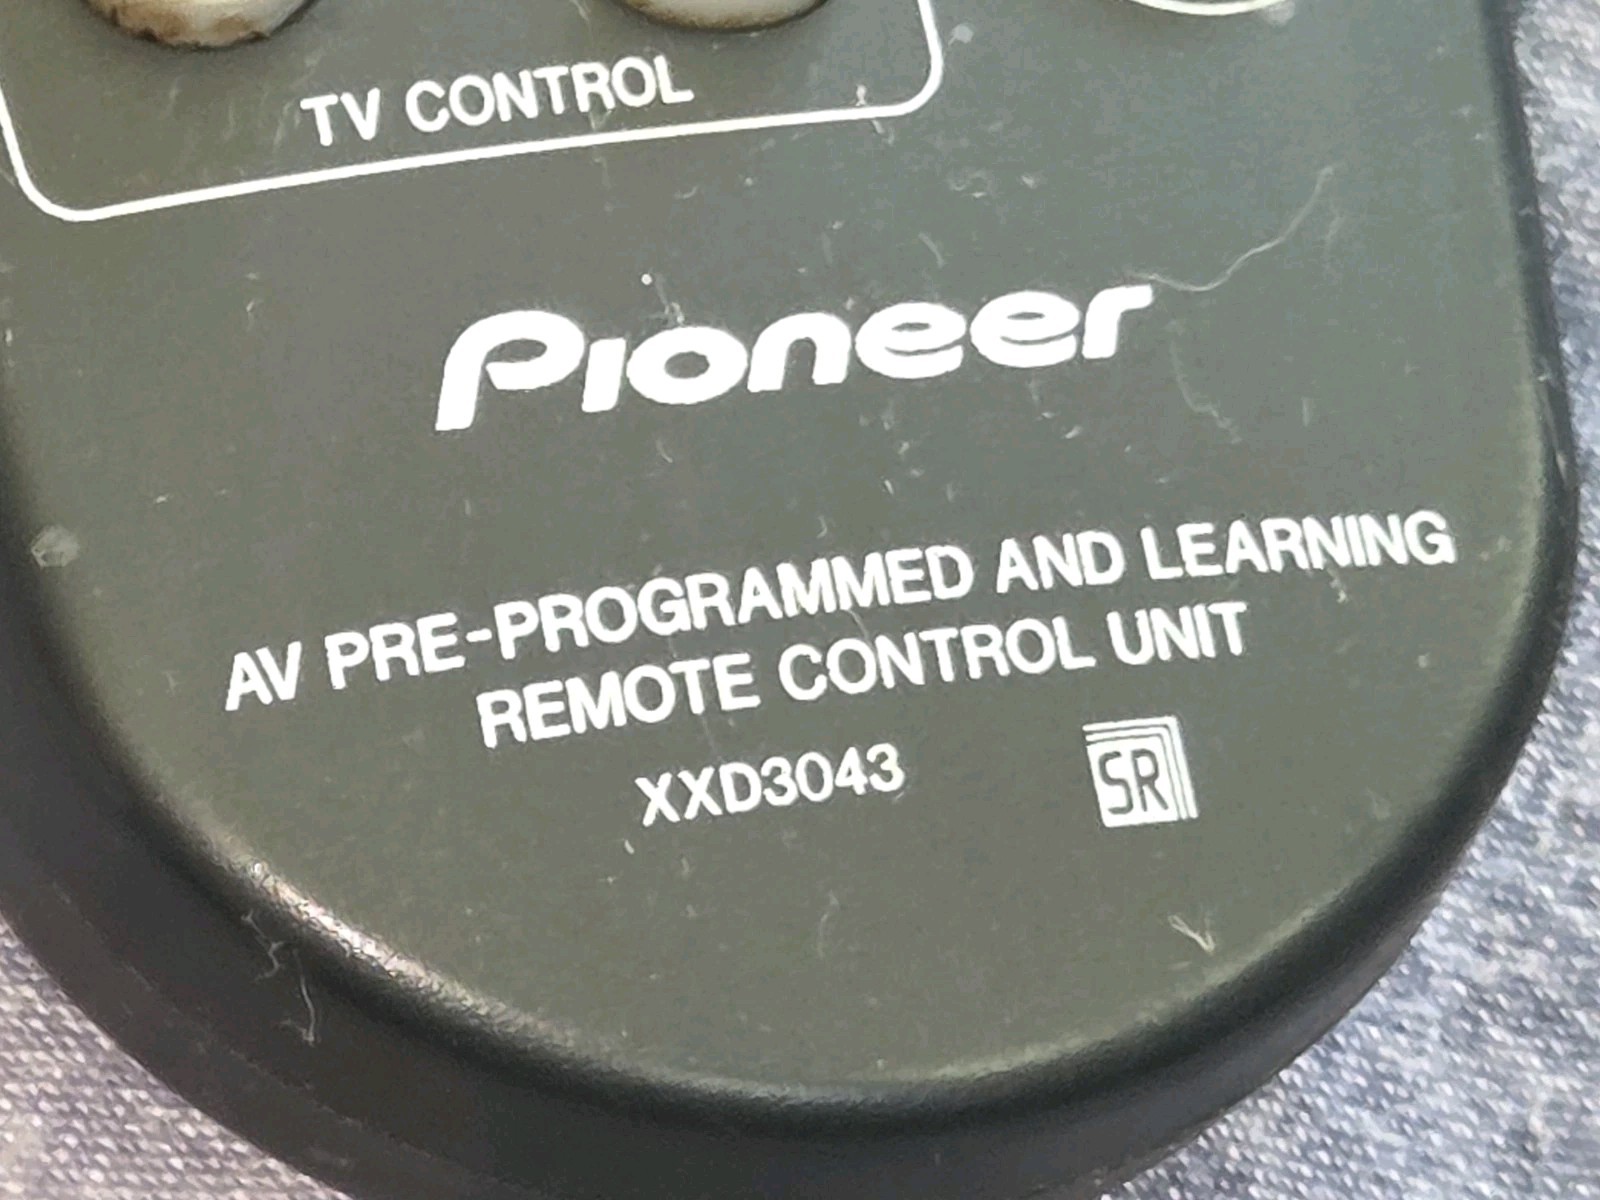 TV CONTROL
Pioneer
AV PRE-PROGRAMMED AND LEARNING
REMOTE CONTROL UNIT
XXD3043
SR